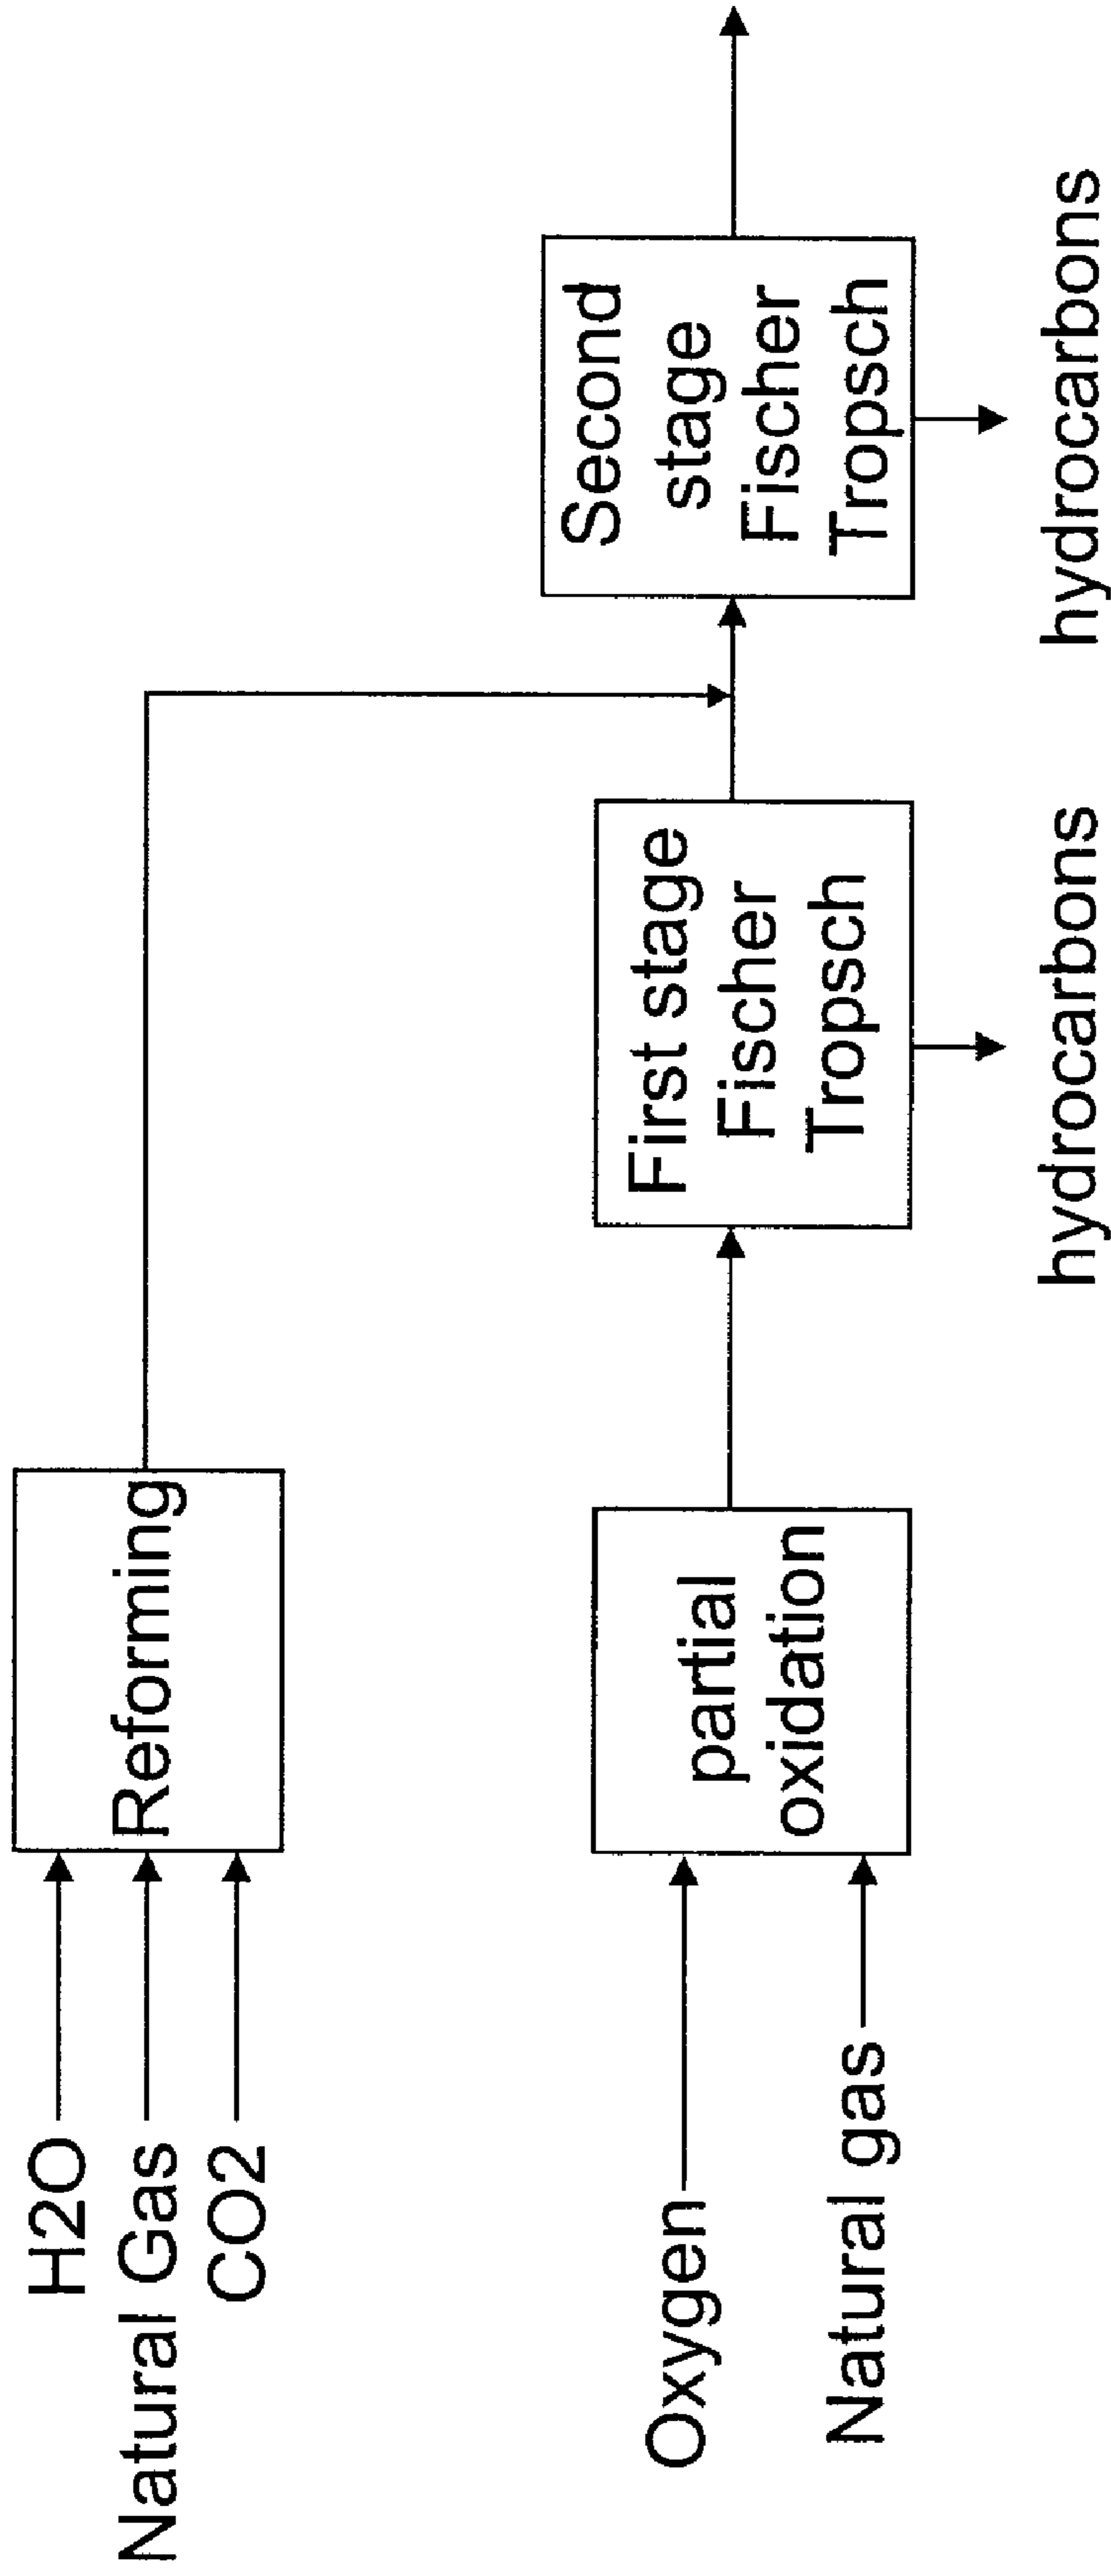 H2O
Natural Gas
CO2
Reforming
Oxygen
Natural gas
partial
oxidation
First stage
Fischer
Tropsch
hydrocarbons
Second
stage
Fischer
Tropsch
hydrocarbons